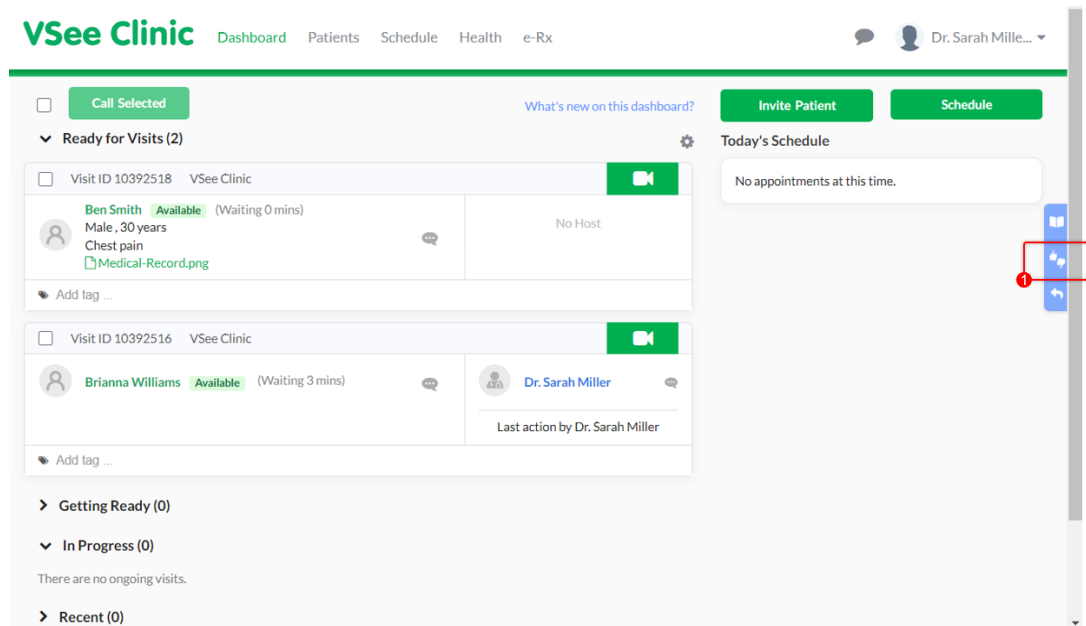 VSee Clinic Dashboard Patients Schedule Health e-Rx Dr. Sarah Mille...
Call Selected What's new on this dashboard? Invite Patient Schedule
Ready for Visits (2) Today's Schedule
Visit ID 10392518 VSee Clinic No appointments at this time.
Ben Smith Available (Waiting 0 mins)
Male , 30 years No Host
Chest pain
Medical-Record.png
1
Add tag ...
Visit ID 10392516 VSee Clinic
Brianna Williams Available (Waiting 3 mins) Dr. Sarah Miller
Last action by Dr. Sarah Miller
Add tag ...
Getting Ready (0)
In Progress (0)
There are no ongoing visits.
Recent (0)